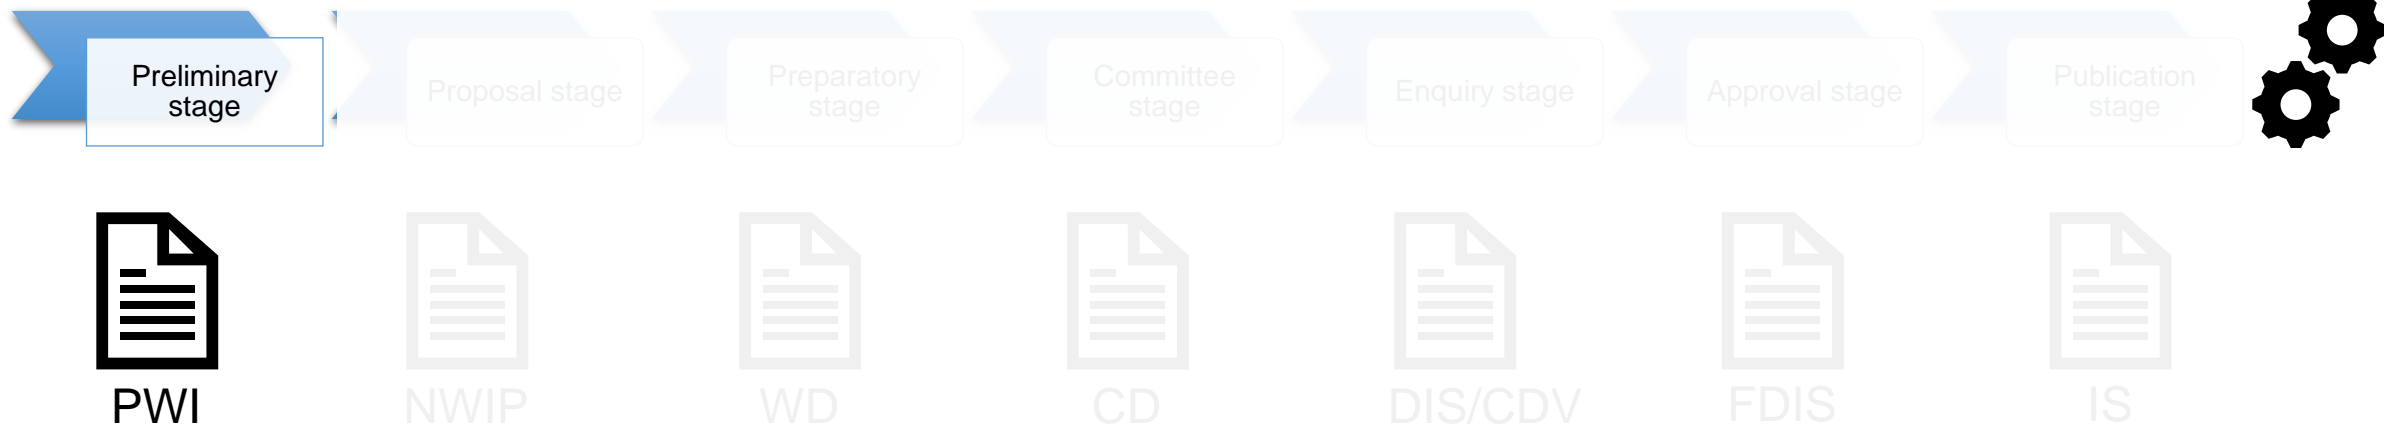 Preliminary
stage
Proposal stage
Preparatory
stage
Committee
stage
Enquiry stage
Approval stage
Publication
stage
PWI
NWIP
WD
CD
DIS/CDV
FDIS
IS